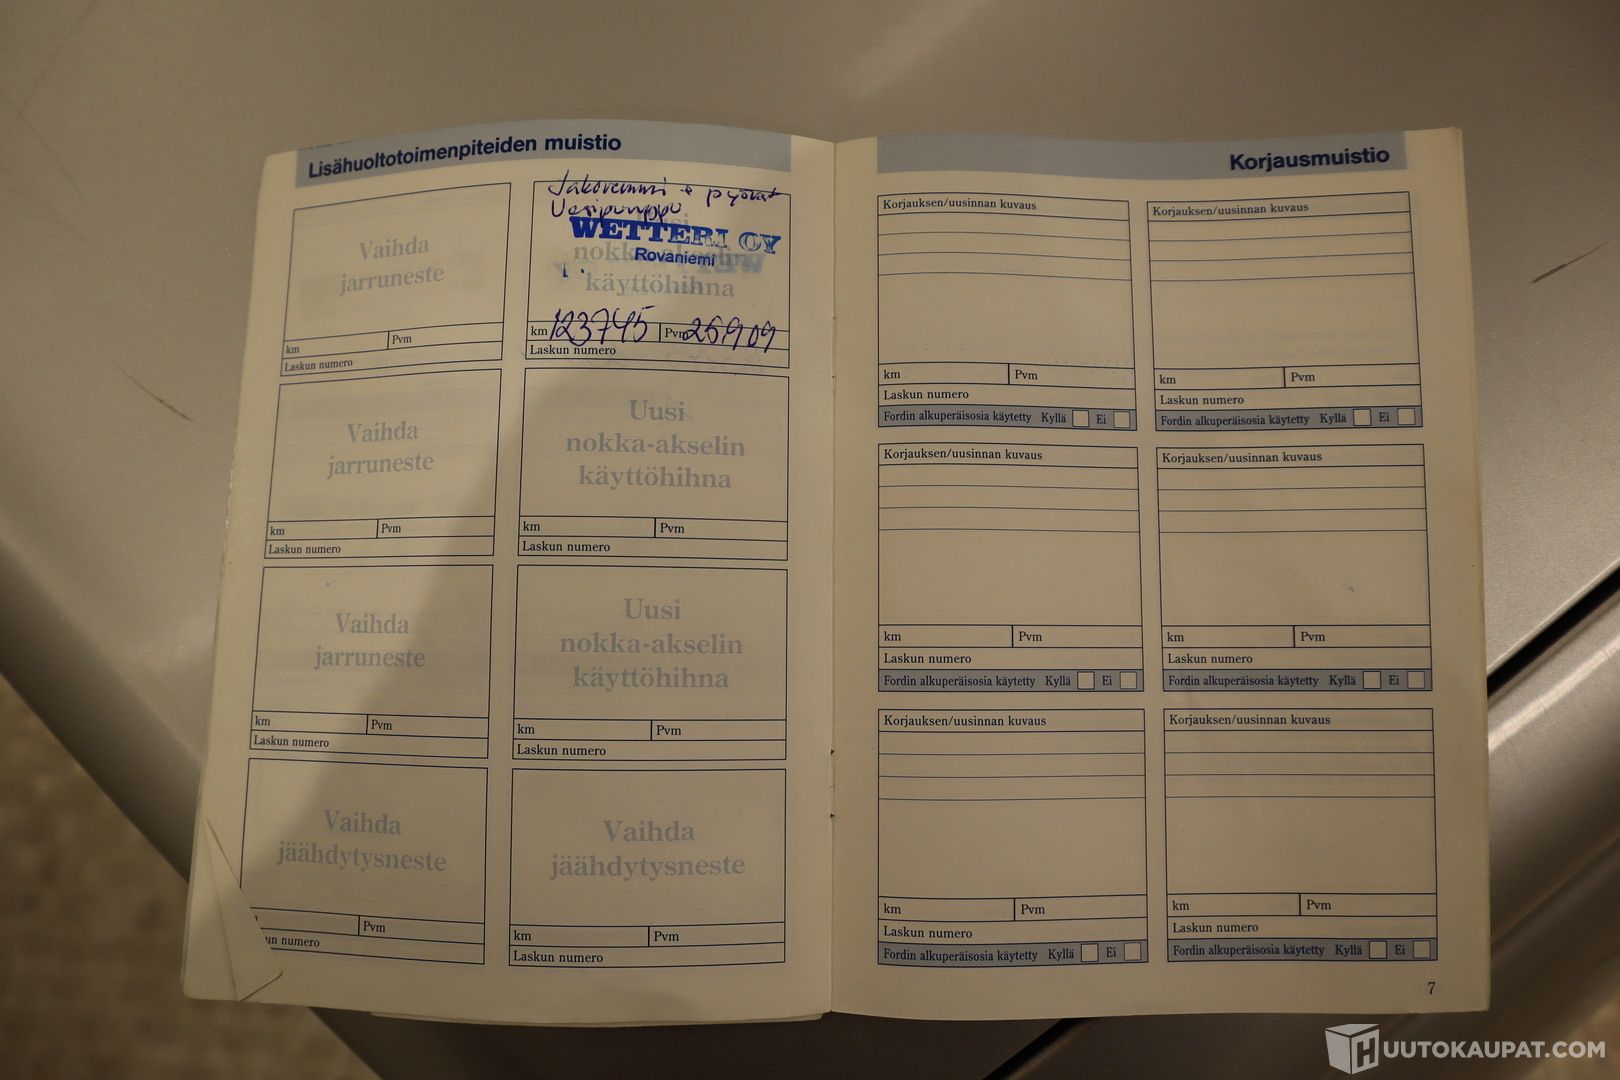 Lisähuoltotoimenpiteiden muistio
Vaihda
jarruneste
km Pvm
Laskun numero
Jakoremmi + pyörät
Vesipumppu
Uusi
WETTERI OY
Rovaniemi
nokka-akselin
käyttöhihna
km 123745 Pvm 25.9.09
Laskun numero
Vaihda
jarruneste
km Pvm
Laskun numero
Uusi
nokka-akselin
käyttöhihna
km Pvm
Laskun numero
Vaihda
jarruneste
km Pvm
Laskun numero
Uusi
nokka-akselin
käyttöhihna
km Pvm
Laskun numero
Vaihda
jäähdytysneste
Pvm
un numero
Vaihda
jäähdytysneste
km Pvm
Laskun numero
Korjausmuistio
Korjauksen/uusinnan kuvaus
km Pvm
Laskun numero
Fordin alkuperäisosia käytetty Kyllä Ei
Korjauksen/uusinnan kuvaus
km Pvm
Laskun numero
Fordin alkuperäisosia käytetty Kyllä Ei
Korjauksen/uusinnan kuvaus
km Pvm
Laskun numero
Fordin alkuperäisosia käytetty Kyllä Ei
Korjauksen/uusinnan kuvaus
km Pvm
Laskun numero
Fordin alkuperäisosia käytetty Kyllä Ei
Korjauksen/uusinnan kuvaus
km Pvm
Laskun numero
Fordin alkuperäisosia käytetty Kyllä Ei
Korjauksen/uusinnan kuvaus
km Pvm
Laskun numero
Fordin alkuperäisosia käytetty Kyllä Ei
7
HUUTOKAUPAT.COM